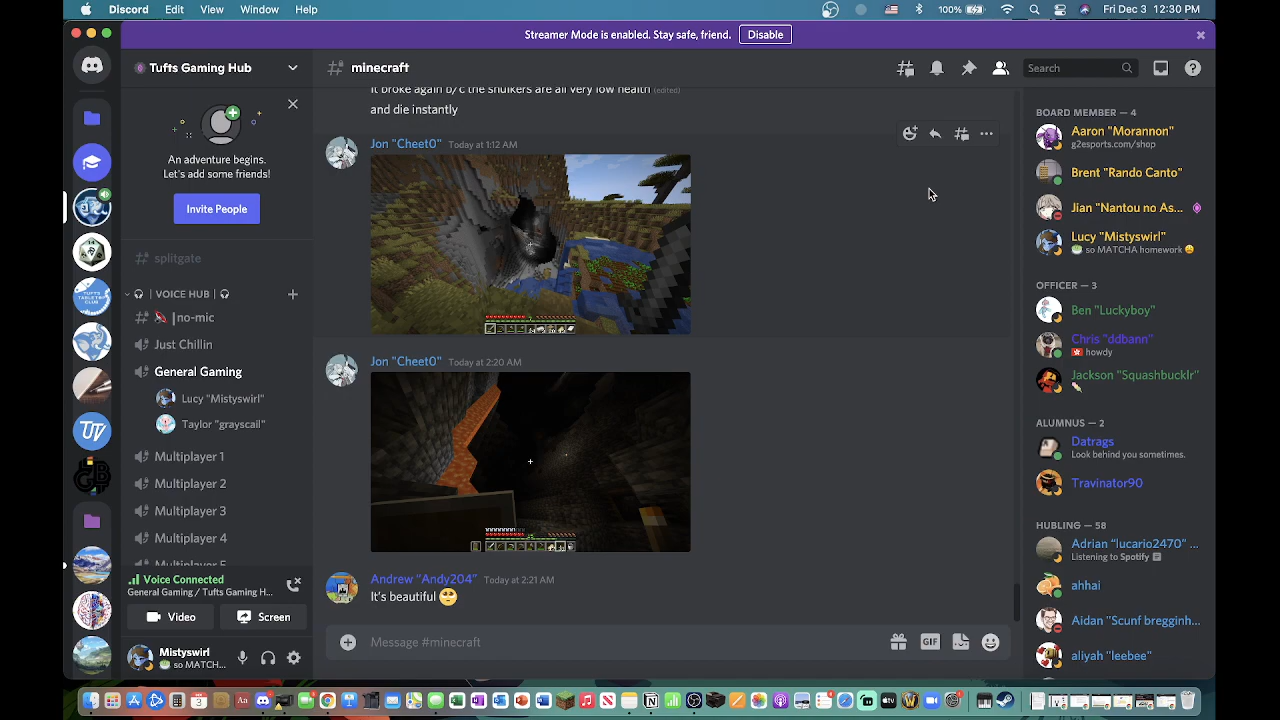 Discord Edit View Window Help
100% Fri Dec 3 12:30 PM
Streamer Mode is enabled. Stay safe, friend. Disable
Tufts Gaming Hub
An adventure begins.
Let's add some friends!
Invite People
splitgate
| VOICE HUB |
|no-mic
Just Chillin
General Gaming
Lucy "Mistyswirl"
Taylor "grayscail"
Multiplayer 1
Multiplayer 2
Multiplayer 3
Multiplayer 4
Multiplayer 5
Voice Connected
General Gaming / Tufts Gaming H...
Video Screen
Mistyswirl
so MATCH...
minecraft
Search
It broke again b/c the shulkers are all very low health (edited)
and die instantly
Jon "Cheet0" Today at 1:12 AM
Jon "Cheet0" Today at 2:20 AM
Andrew "Andy204" Today at 2:21 AM
It's beautiful
Message #minecraft
GIF
BOARD MEMBER — 4
Aaron "Morannon"
g2esports.com/shop
Brent "Rando Canto"
Jian "Nantou no As...
Lucy "Mistyswirl"
so MATCHA homework
OFFICER — 3
Ben "Luckyboy"
Chris "ddbann"
howdy
Jackson "Squashbucklr"
ALUMNUS — 2
Datrags
Look behind you sometimes.
Travinator90
HUBLING — 58
Adrian "lucario2470" ...
Listening to Spotify
ahhai
Aidan "Scunf bregginh...
aliyah "leebee"